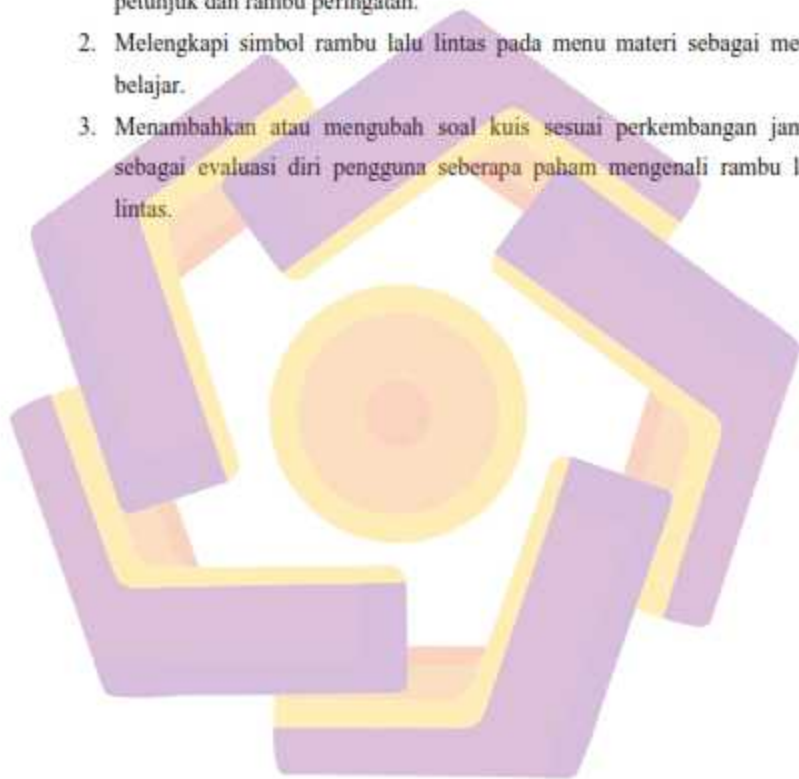 petunjuk dan rambu peringatan.
2. Melengkapi simbol rambu lalu lintas pada menu materi sebagai me
belajar.
3. Menambahkan atau mengubah soal kuis sesuai perkembangan jam
sebagai evaluasi diri pengguna seberapa paham mengenali rambu l
lintas.